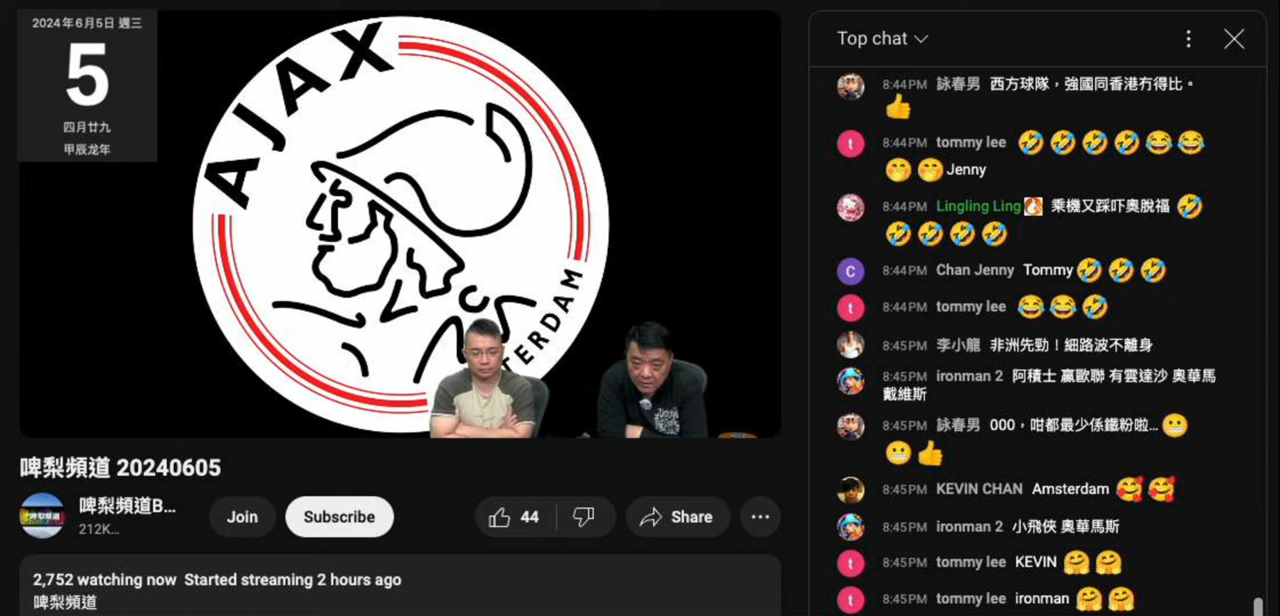 2024年6月5日 週三
5
四月廿九
甲辰龙年
AJAX
AMSTERDAM
啤梨頻道 20240605
啤梨頻道B...
212K...
Join
Subscribe
44
Share
2,752 watching now Started streaming 2 hours ago
啤梨頻道
Top chat
8:44PM 詠春男 西方球隊，強國同香港冇得比。
👍
8:44PM tommy lee 🤣🤣🤣🤣😂😂
🤭🤭Jenny
8:44PM Lingling Ling 乘機又踩吓奧脫福 🤣
🤣🤣🤣🤣
8:44PM Chan Jenny Tommy🤣🤣🤣
8:44PM tommy lee 😂😂🤣
8:45PM 李小龍 非洲先勁！細路波不離身
8:45PM ironman 2 阿積士 贏歐聯 有雲達沙 奧華馬
戴維斯
8:45PM 詠春男 000，咁都最少係鐵粉啦...😬
😬👍
8:45PM KEVIN CHAN Amsterdam 🥰🥰
8:45PM ironman 2 小飛俠 奧華馬斯
8:45PM tommy lee KEVIN 🤗🤗
8:45PM tommy lee ironman 🤗🤗